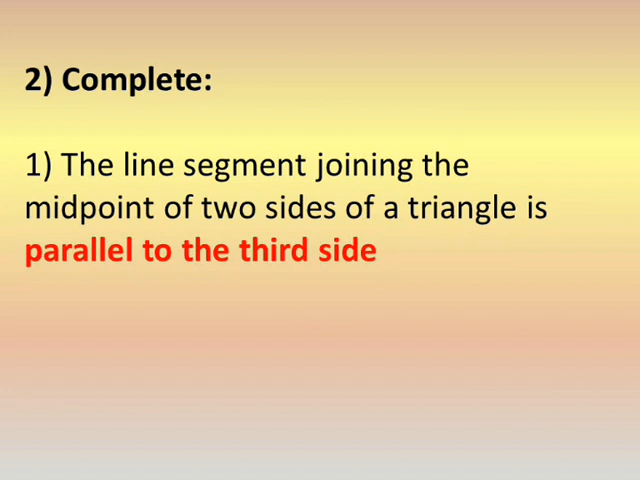 2) Complete:
1) The line segment joining the
midpoint of two sides of a triangle is
parallel to the third side